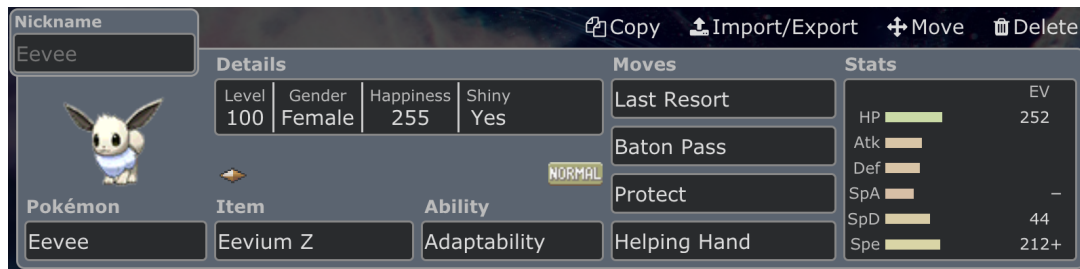 Nickname
Copy Import/Export Move Delete
Eevee
Details Moves Stats
Level Gender Happiness Shiny
100 Female 255 Yes
Last Resort
Baton Pass
Protect
Helping Hand
EV
HP 252
Atk
Def
SpA –
SpD 44
Spe 212+
NORMAL
Pokémon Item Ability
Eevee Eevium Z Adaptability